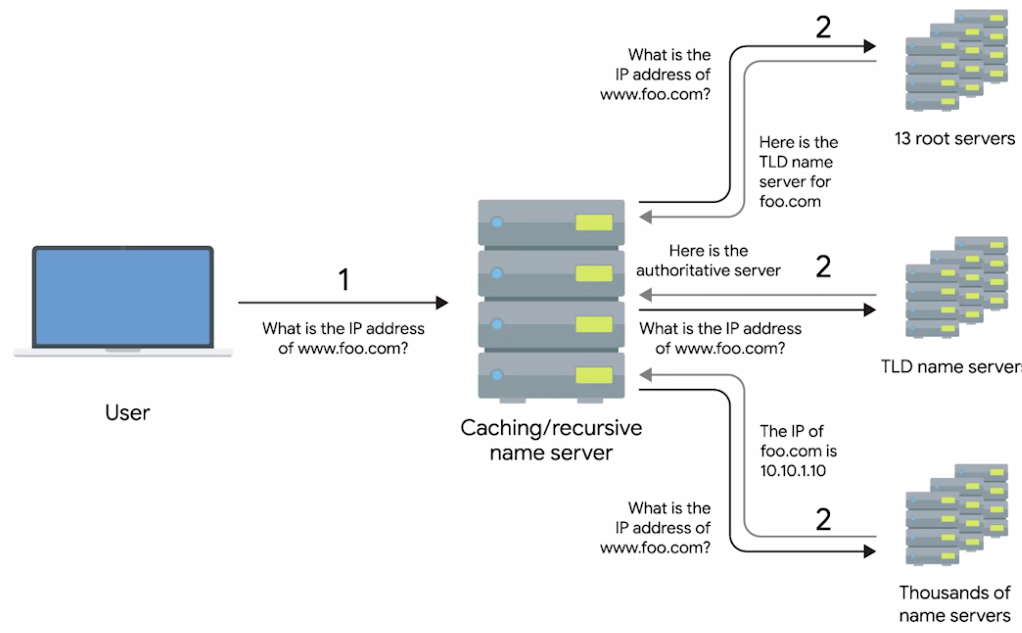 2
What is the
IP address of
www.foo.com?
13 root servers
Here is the
TLD name
server for
foo.com
Here is the
authoritative server
2
1
What is the IP address
of www.foo.com?
What is the IP address
of www.foo.com?
TLD name servers
User
Caching/recursive
name server
The IP of
foo.com is
10.10.1.10
What is the
IP address of
www.foo.com?
2
Thousands of
name servers